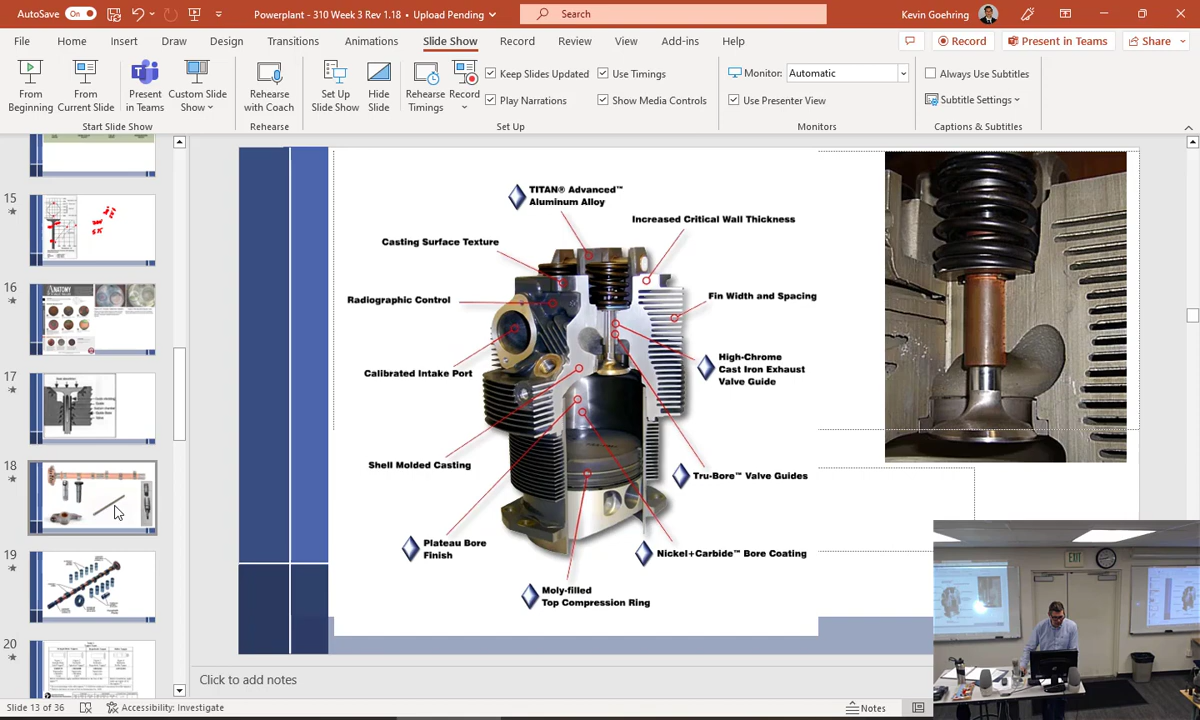 AutoSave On Powerplant - 310 Week 3 Rev 1.18 • Upload Pending Search Kevin Goehring
File Home Insert Draw Design Transitions Animations Slide Show Record Review View Add-ins Help Record Present in Teams Share
From Beginning
From Current Slide
Present in Teams
Custom Slide Show
Start Slide Show
Rehearse with Coach
Rehearse
Set Up Slide Show
Hide Slide
Rehearse Timings
Record
Keep Slides Updated
Play Narrations
Use Timings
Show Media Controls
Set Up
Monitor: Automatic
Use Presenter View
Monitors
Always Use Subtitles
Subtitle Settings
Captions & Subtitles
15
16
ANATOMY
17
18
19
20
TITAN® Advanced™
Aluminum Alloy
Increased Critical Wall Thickness
Casting Surface Texture
Radiographic Control
Fin Width and Spacing
High-Chrome
Cast Iron Exhaust
Valve Guide
Calibrated Intake Port
Shell Molded Casting
Tru-Bore™ Valve Guides
Plateau Bore
Finish
Nickel+Carbide™ Bore Coating
Moly-filled
Top Compression Ring
EXIT
Click to add notes
Slide 13 of 36 Accessibility: Investigate Notes